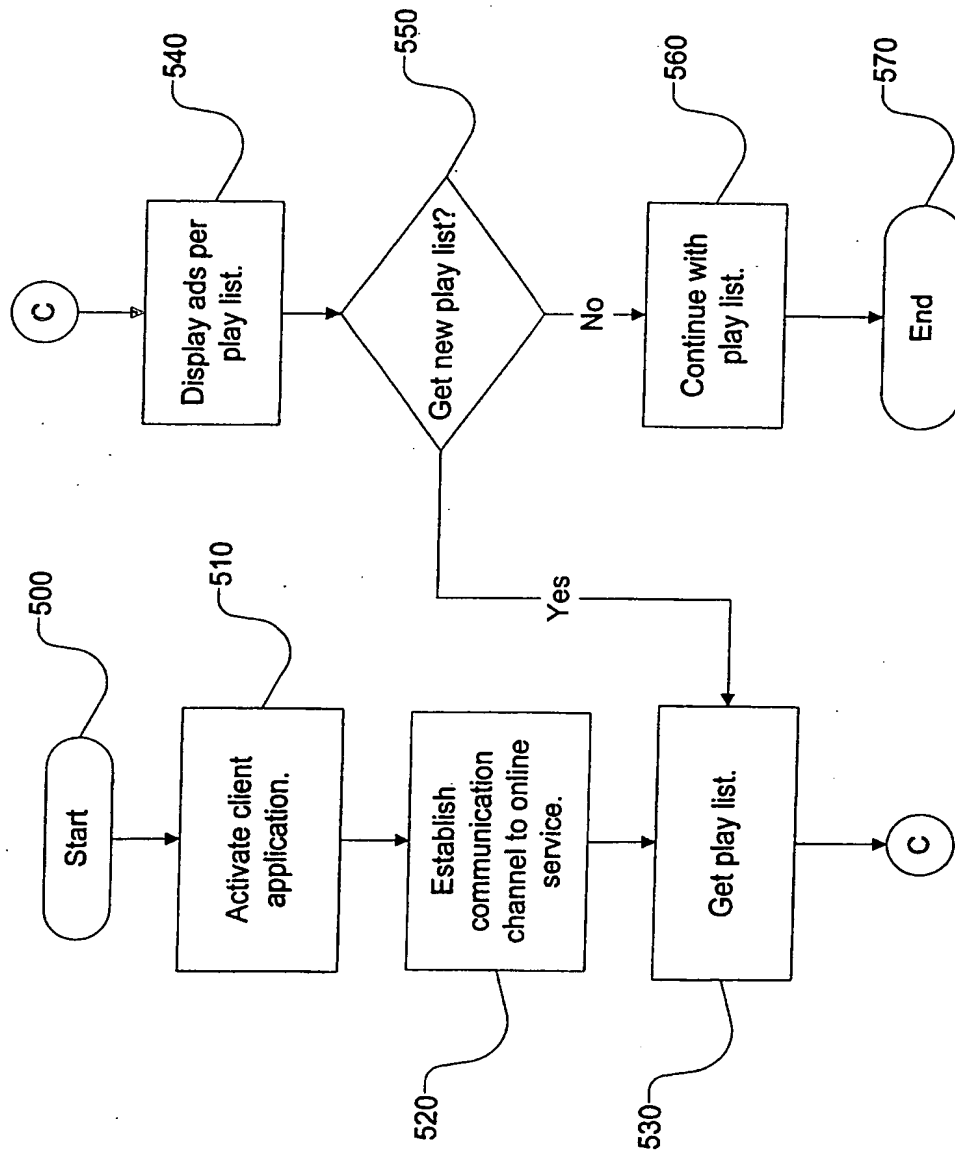 500
Start
510
Activate client
application.
520
Establish
communication
channel to online
service.
530
Get play list.
C
C
540
Display ads per
play list.
550
Get new play list?
Yes
No
560
Continue with
play list.
570
End